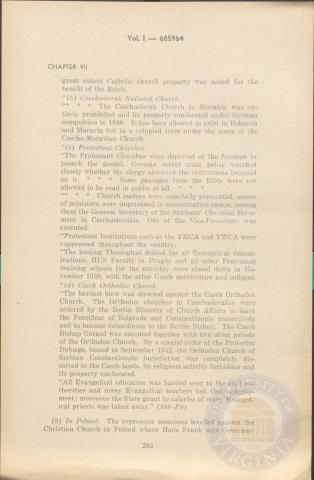 Vol. I — 685964
CHAPTER VII
great extent Catholic church property was seized for the
benefit of the Reich.
"(b) Czechoslovak National Church.
"* * * The Czechoslovak Church in Slovakia was en-
tirely prohibited and its property confiscated under German
compulsion in 1940. It has been allowed to exist in Bohemia
and Moravia but in a crippled form under the name of the
Czecho-Moravian Church.
"(c) Protestant Churches.
"The Protestant Churches were deprived of the freedom to
preach the gospel. German secret state police watched
closely whether the clergy observed the restrictions imposed
on it. * * * Some passages from the Bible were not
allowed to be read in public at all. * * *
"* * * Church leaders were especially persecuted, scores
of ministers were imprisoned in concentration camps, among
them the General Secretary of the Students' Christian Move-
ment in Czechoslovakia. One of the Vice-Presidents was
executed.
"Protestant Institutions such as the YMCA and YWCA were
suppressed throughout the country.
"The leading Theological School for all Evangelical denom-
inations, HUS Faculty in Prague and all other Protestant
training schools for the ministry were closed down in No-
vember 1939, with the other Czech universities and colleges.
"(d) Czech Orthodox Church.
"The hardest blow was directed against the Czech Orthodox
Church. The Orthodox churches in Czechoslovakia were
ordered by the Berlin Ministry of Church Affairs to leave
the Pontificat of Belgrade and Constantinople respectively
and to become subordinate to the Berlin Bishop. The Czech
Bishop Gorazd was executed together with two other priests
of the Orthodox Church. By a special order of the Protector
Daluege, issued in September 1942, the Orthodox Church of
Serbian Constantinople jurisdiction was completely dis-
solved in the Czech lands, its religious activity forbidden and
its property confiscated.
"All Evangelical education was handed over to the civil au-
thorities and many Evangelical teachers lost their employ-
ment; moreover the State grant to salaries of many Evangel-
ical priests was taken away." (998-PS)
(3) In Poland. The repressive measures levelled against the
Christian Church in Poland where Hans Frank was Governor
282